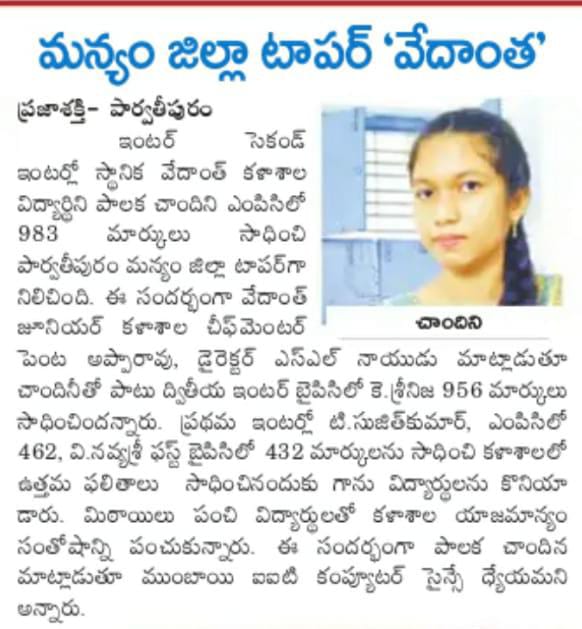 మన్యం జిల్లా టాపర్ ‘వేదాంత’
ప్రజాశక్తి- పార్వతీపురం
ఇంటర్ సెకండ్
ఇంటర్లో స్థానిక వేదాంత్ కళాశాల
విద్యార్థిని పాలక చాందిని ఎంపిసిలో
983 మార్కులు సాధించి
పార్వతీపురం మన్యం జిల్లా టాపర్‌గా
నిలిచింది. ఈ సందర్భంగా వేదాంత్
జూనియర్ కళాశాల చీఫ్‌మెంటర్
పెంట అప్పారావు, డైరెక్టర్ ఎస్ఎల్ నాయుడు మాట్లాడుతూ
చాందినీతో పాటు ద్వితీయ ఇంటర్ బైపిసిలో కె.శ్రీనిజ 956 మార్కులు
సాధించిందన్నారు. ప్రథమ ఇంటర్లో టి.సుజిత్‌కుమార్, ఎంపిసిలో
462, వి.నవ్యశ్రీ ఫస్ట్ బైపిసిలో 432 మార్కులను సాధించి కళాశాలలో
ఉత్తమ ఫలితాలు సాధించినందుకు గాను విద్యార్థులను కొనియా
డారు. మిఠాయిలు పంచి విద్యార్థులతో కళాశాల యాజమాన్యం
సంతోషాన్ని పంచుకున్నారు. ఈ సందర్భంగా పాలక చాందిన
మాట్లాడుతూ ముంబాయి ఐఐటి కంప్యూటర్ సైన్సే ధ్యేయమని
అన్నారు.
చాందిని